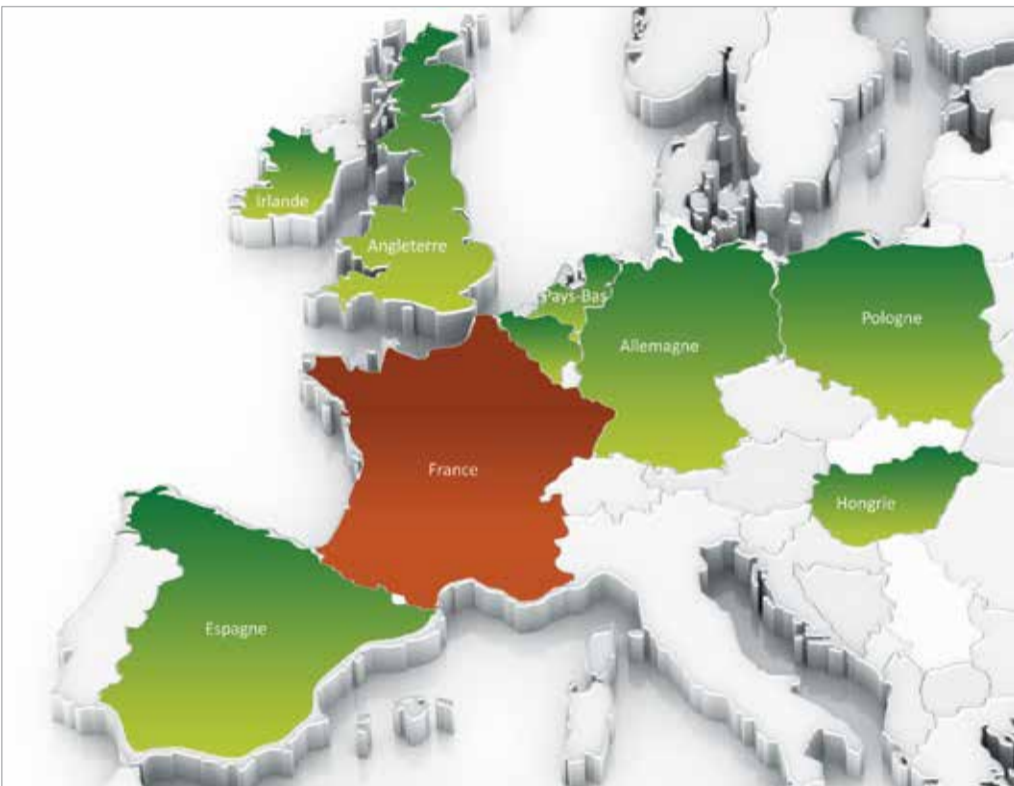 Irlande
Angleterre
Pays-Bas
Pologne
Allemagne
France
Hongrie
Espagne